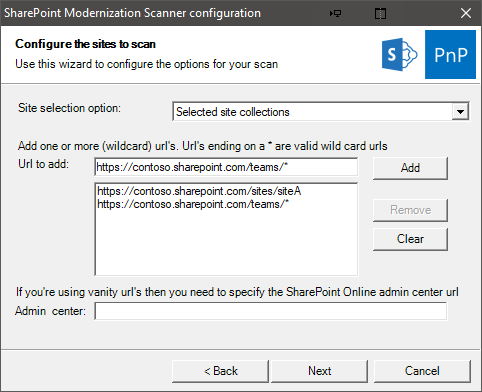 SharePoint Modernization Scanner configuration
Configure the sites to scan
Use this wizard to configure the options for your scan
S
PnP
Site selection option:
Selected site collections
Add one or more (wildcard) url's. Url's ending on a * are valid wild card urls
Url to add:
https://contoso.sharepoint.com/teams/*
Add
https://contoso.sharepoint.com/sites/siteA
https://contoso.sharepoint.com/teams/*
Remove
Clear
If you're using vanity url's then you need to specify the SharePoint Online admin center url
Admin center:
< Back
Next
Cancel